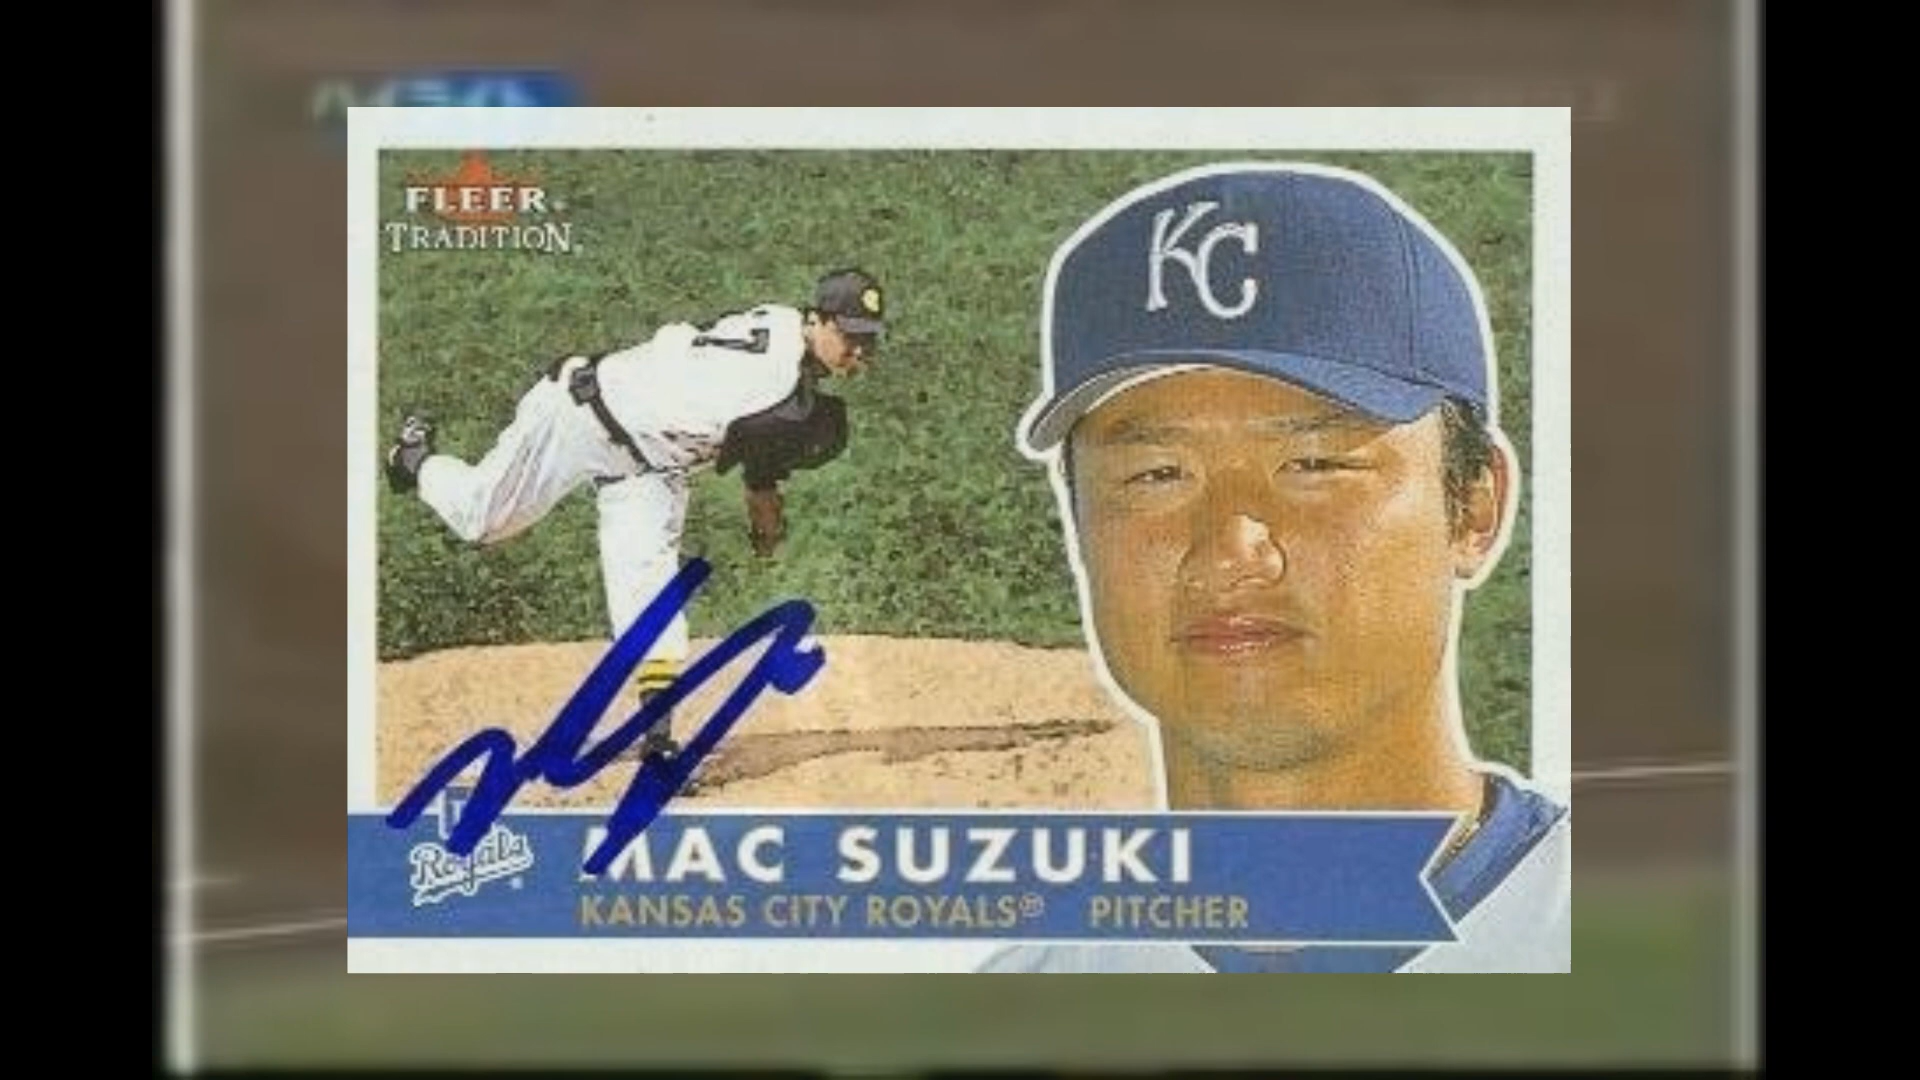 FLEER®
TRADITION®
KC
Royals
MAC SUZUKI
KANSAS CITY ROYALS® PITCHER